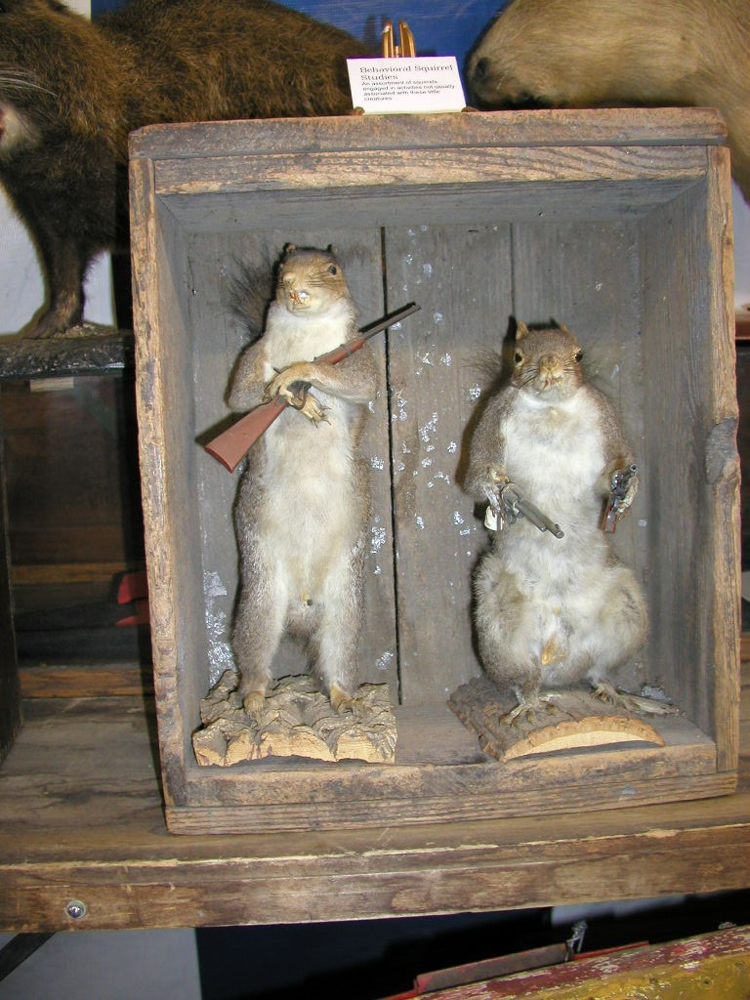 Behavioral Squirrel
Studies
An assortment of squirrels
engaged in activities not usually
associated with these little
creatures